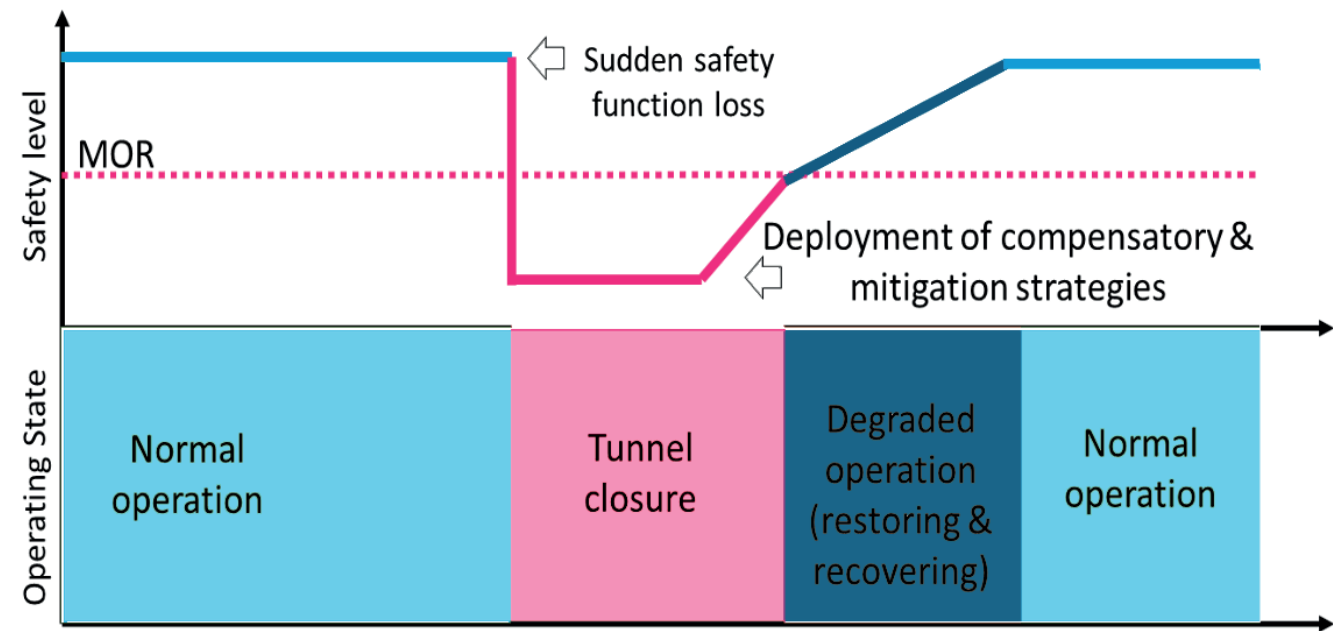 Safety level
MOR
Sudden safety
function loss
Deployment of compensatory &
mitigation strategies
Operating State
Normal
operation
Tunnel
closure
Degraded
operation
(restoring &
recovering)
Normal
operation